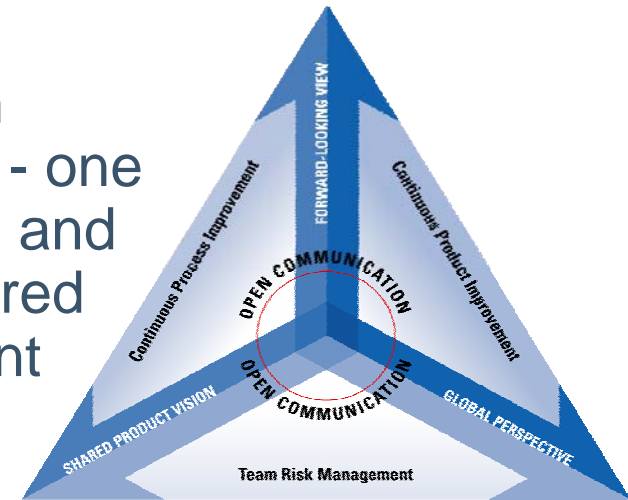 - one
and
red
nt
FORWARD-LOOKING VIEW
Continuous Process Improvement
Continuous Product Improvement
OPEN COMMUNICATION
OPEN COMMUNICATION
SHARED PRODUCT VISION
GLOBAL PERSPECTIVE
Team Risk Management